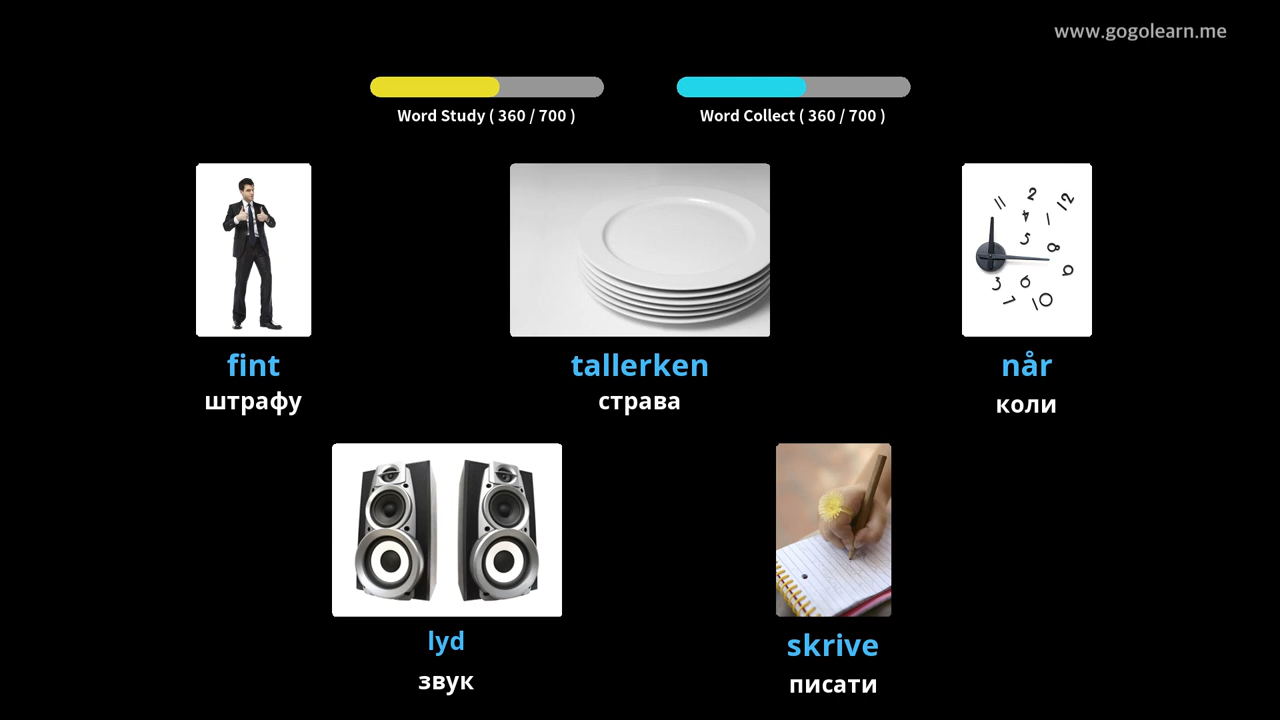 www.gogolearn.me
Word Study ( 360 / 700 )
Word Collect ( 360 / 700 )
fint
штрафу
tallerken
страва
når
коли
lyd
звук
skrive
писати